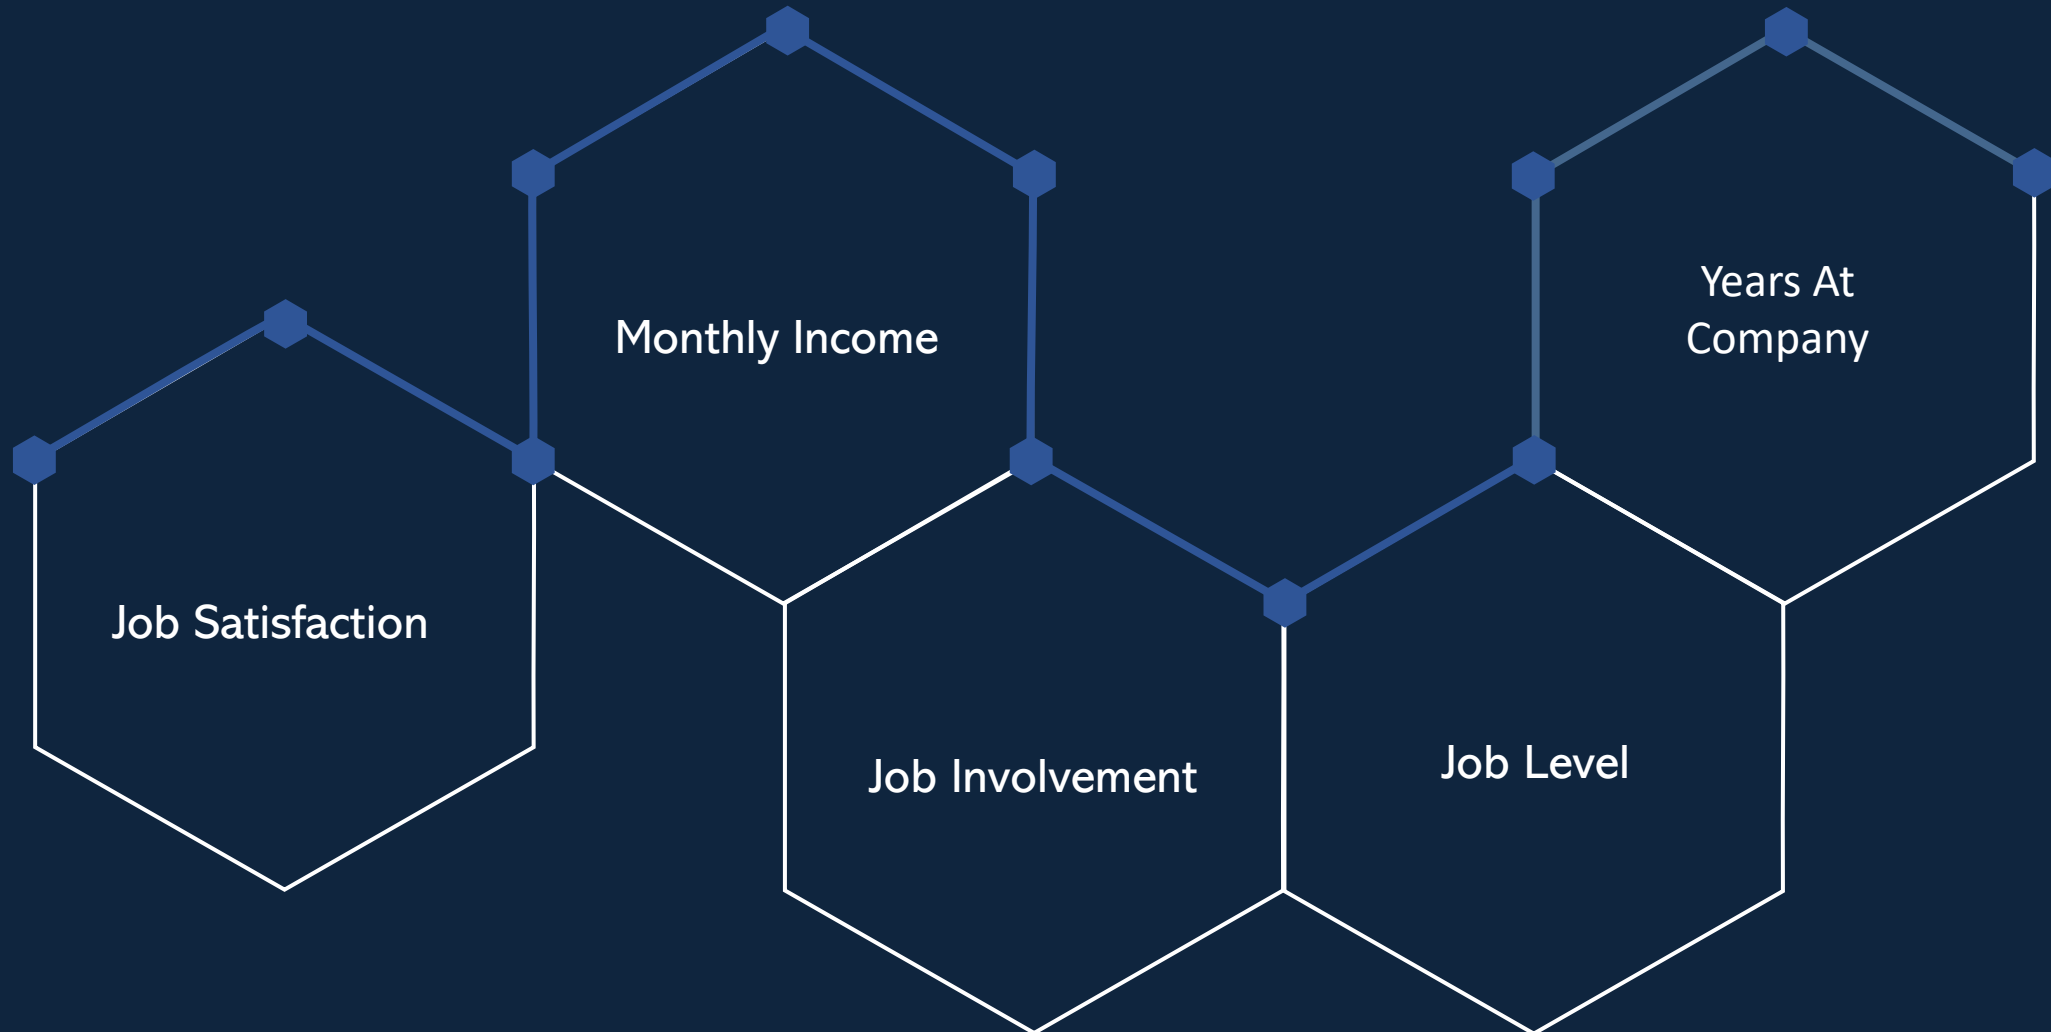 Job Satisfaction
Monthly Income
Job Involvement
Job Level
Years At
Company